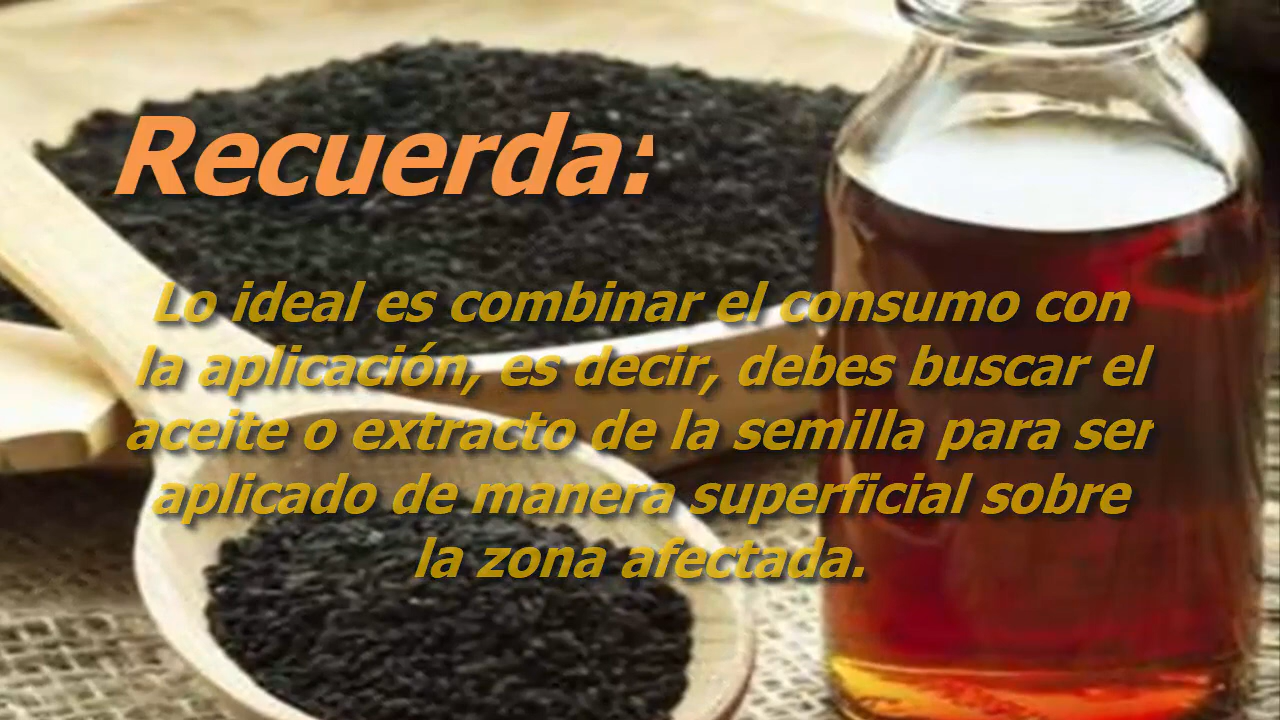 Recuerda:
Lo ideal es combinar el consumo con
la aplicación, es decir, debes buscar el
aceite o extracto de la semilla para ser
aplicado de manera superficial sobre
la zona afectada.